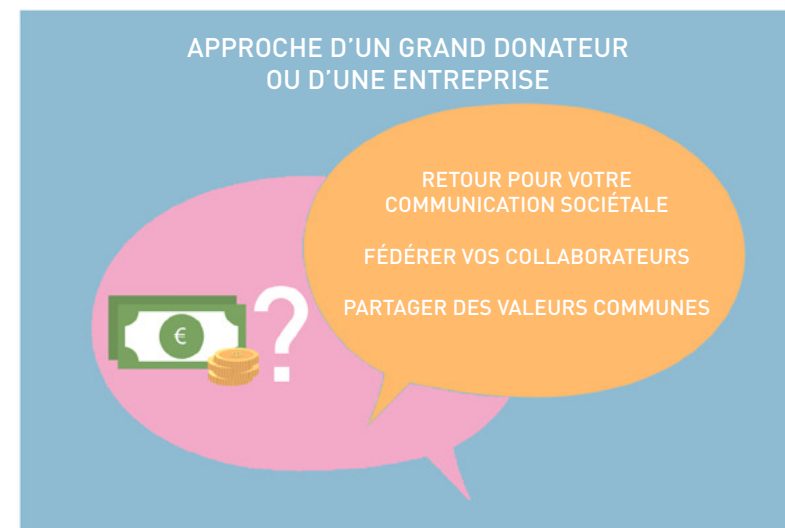 APPROCHE D’UN GRAND DONATEUR
OU D’UNE ENTREPRISE
RETOUR POUR VOTRE
COMMUNICATION SOCIÉTALE
FÉDÉRER VOS COLLABORATEURS
PARTAGER DES VALEURS COMMUNES
€
?